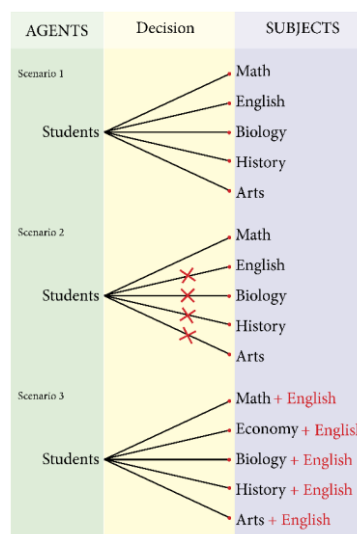 AGENTS Decision SUBJECTS
Scenario 1
Math
English
Students Biology
History
Arts
Scenario 2
Math
English
Students Biology
History
Arts
Scenario 3
Math + English
Economy + English
Students Biology + English
History + English
Arts + English